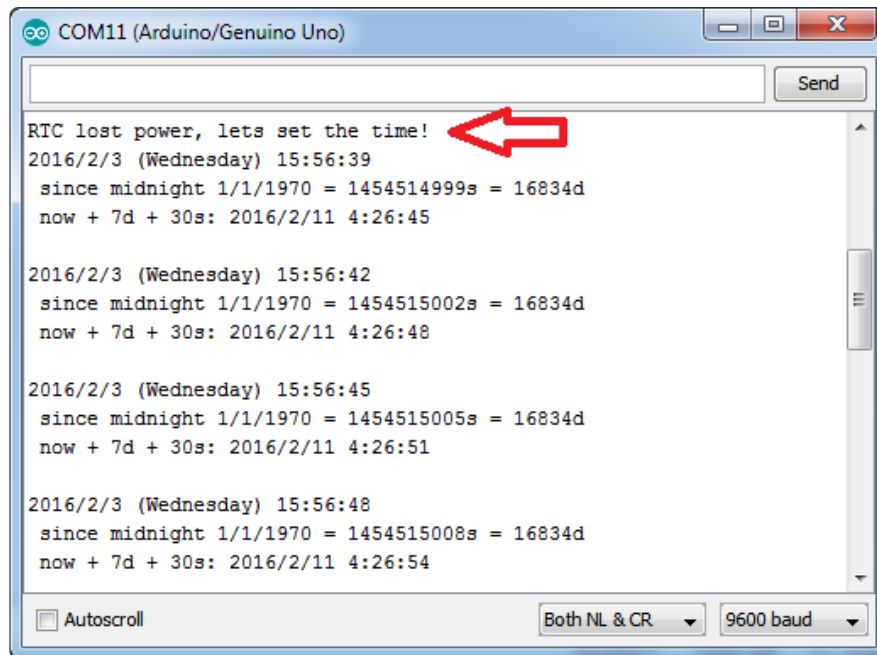 COM11 (Arduino/Genuino Uno)
Send
RTC lost power, lets set the time!
2016/2/3 (Wednesday) 15:56:39
since midnight 1/1/1970 = 1454514999s = 16834d
now + 7d + 30s: 2016/2/11 4:26:45
2016/2/3 (Wednesday) 15:56:42
since midnight 1/1/1970 = 1454515002s = 16834d
now + 7d + 30s: 2016/2/11 4:26:48
2016/2/3 (Wednesday) 15:56:45
since midnight 1/1/1970 = 1454515005s = 16834d
now + 7d + 30s: 2016/2/11 4:26:51
2016/2/3 (Wednesday) 15:56:48
since midnight 1/1/1970 = 1454515008s = 16834d
now + 7d + 30s: 2016/2/11 4:26:54
Autoscroll
Both NL & CR
9600 baud